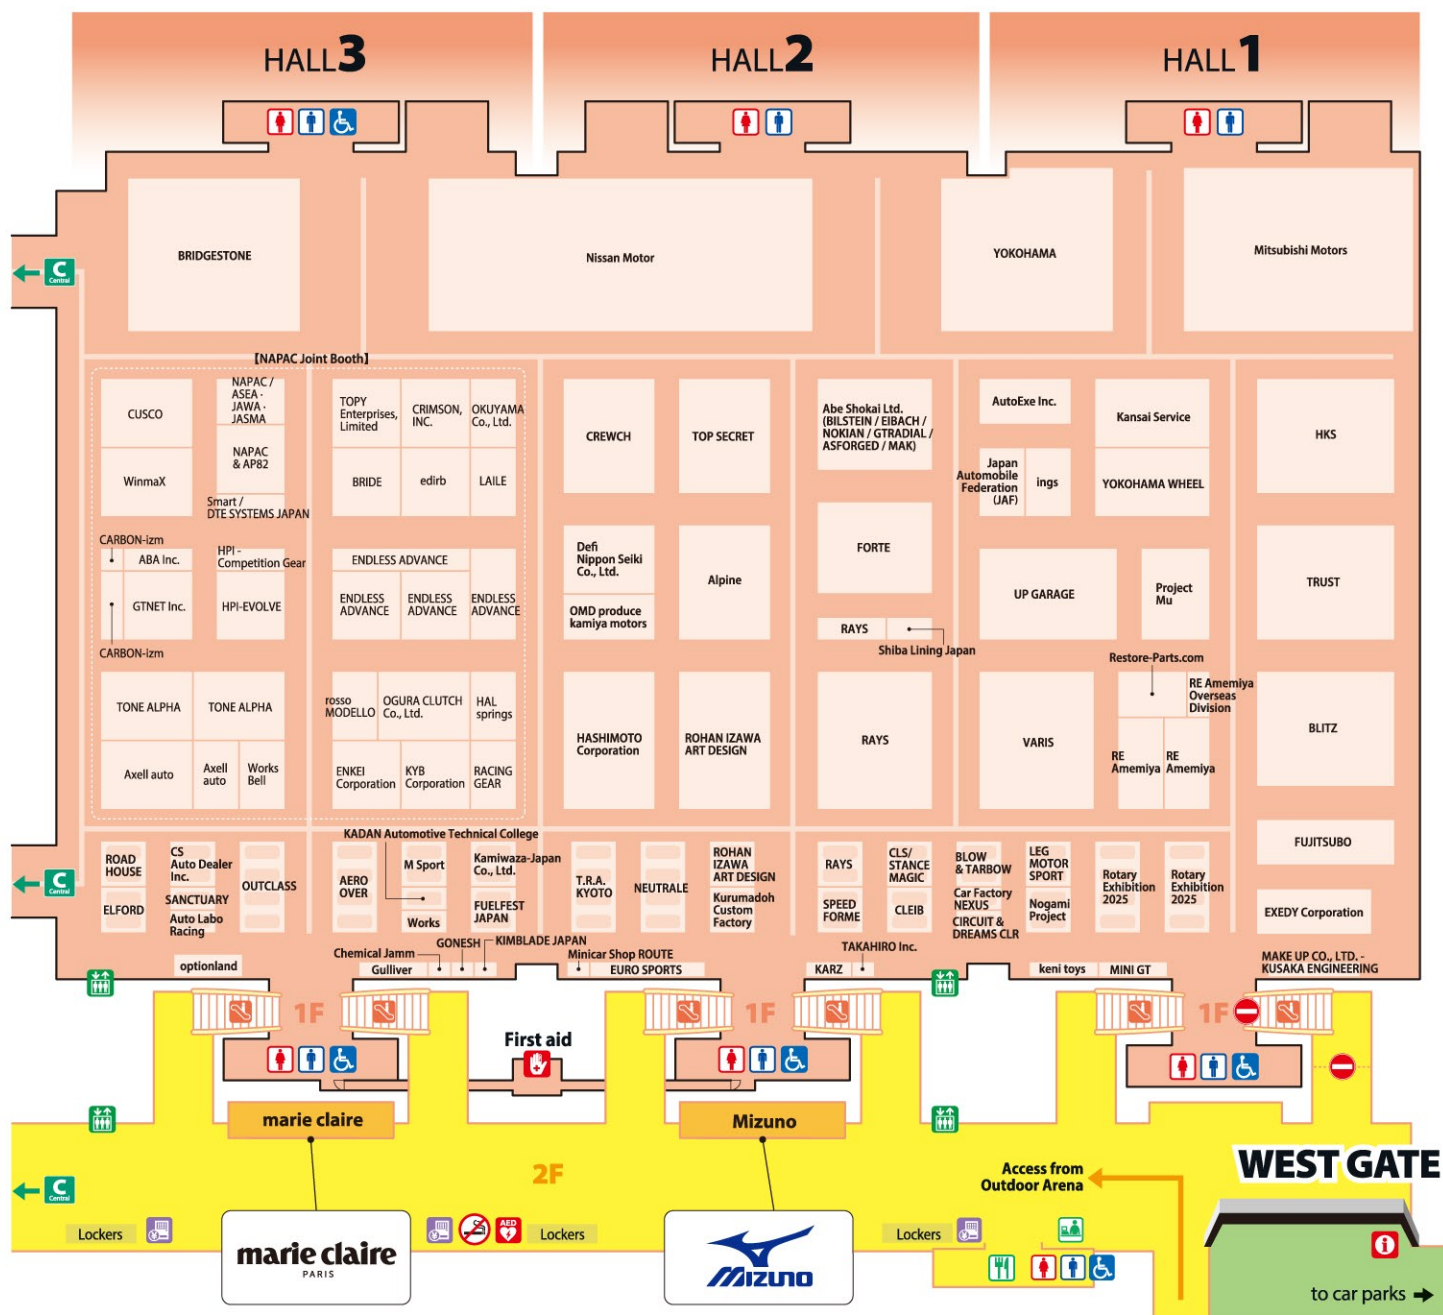 HALL3
HALL2
HALL1
BRIDGESTONE
Nissan Motor
YOKOHAMA
Mitsubishi Motors
C
Central
【NAPAC Joint Booth】
CUSCO
NAPAC /
ASEA ·
JAWA ·
JASMA
NAPAC
& AP82
WinmaX
Smart /
DTE SYSTEMS JAPAN
TOPY
Enterprises,
Limited
CRIMSON,
INC.
OKUYAMA
Co., Ltd.
BRIDE
edirb
LAILE
CREWCH
TOP SECRET
Abe Shokai Ltd.
(BILSTEIN / EIBACH /
NOKIAN / GTRADIAL /
ASFORGED / MAK)
AutoExe Inc.
Kansai Service
HKS
Japan
Automobile
Federation
(JAF)
ings
YOKOHAMA WHEEL
CARBON-izm
ABA Inc.
HPI -
Competition Gear
GTNET Inc.
HPI-EVOLVE
CARBON-izm
ENDLESS ADVANCE
ENDLESS
ADVANCE
ENDLESS
ADVANCE
ENDLESS
ADVANCE
Defi
Nippon Seiki
Co., Ltd.
OMD produce
kamiya motors
Alpine
FORTE
RAYS
Shiba Lining Japan
UP GARAGE
Project
Mu
TRUST
Restore-Parts.com
RE Amemiya
Overseas
Division
TONE ALPHA
TONE ALPHA
Axell auto
Axell
auto
Works
Bell
rosso
MODELLO
OGURA CLUTCH
Co., Ltd.
HAL
springs
ENKEI
Corporation
KYB
Corporation
RACING
GEAR
HASHIMOTO
Corporation
ROHAN IZAWA
ART DESIGN
RAYS
VARIS
RE
Amemiya
RE
Amemiya
BLITZ
KADAN Automotive Technical College
FUJITSUBO
C
Central
ROAD
HOUSE
ELFORD
CS
Auto Dealer
Inc.
SANCTUARY
Auto Labo
Racing
OUTCLASS
AERO
OVER
M Sport
Works
Kamiwaza-Japan
Co., Ltd.
FUELFEST
JAPAN
T.R.A.
KYOTO
NEUTRALE
ROHAN
IZAWA
ART DESIGN
Kurumadoh
Custom
Factory
RAYS
SPEED
FORME
CLS/
STANCE
MAGIC
CLEIB
BLOW
& TARBOW
Car Factory
NEXUS
CIRCUIT &
DREAMS CLR
LEG
MOTOR
SPORT
Nogami
Project
Rotary
Exhibition
2025
Rotary
Exhibition
2025
EXEDY Corporation
optionland
Chemical Jamm
GONESH
KIMBLADE JAPAN
Gulliver
Minicar Shop ROUTE
EURO SPORTS
TAKAHIRO Inc.
KARZ
keni toys
MINI GT
MAKE UP CO., LTD. -
KUSAKA ENGINEERING
1F
1F
1F
First aid
marie claire
Mizuno
2F
Access from
Outdoor Arena
WEST GATE
C
Central
Lockers
AED
Lockers
Lockers
marie claire
PARIS
MIZUNO
i
to car parks